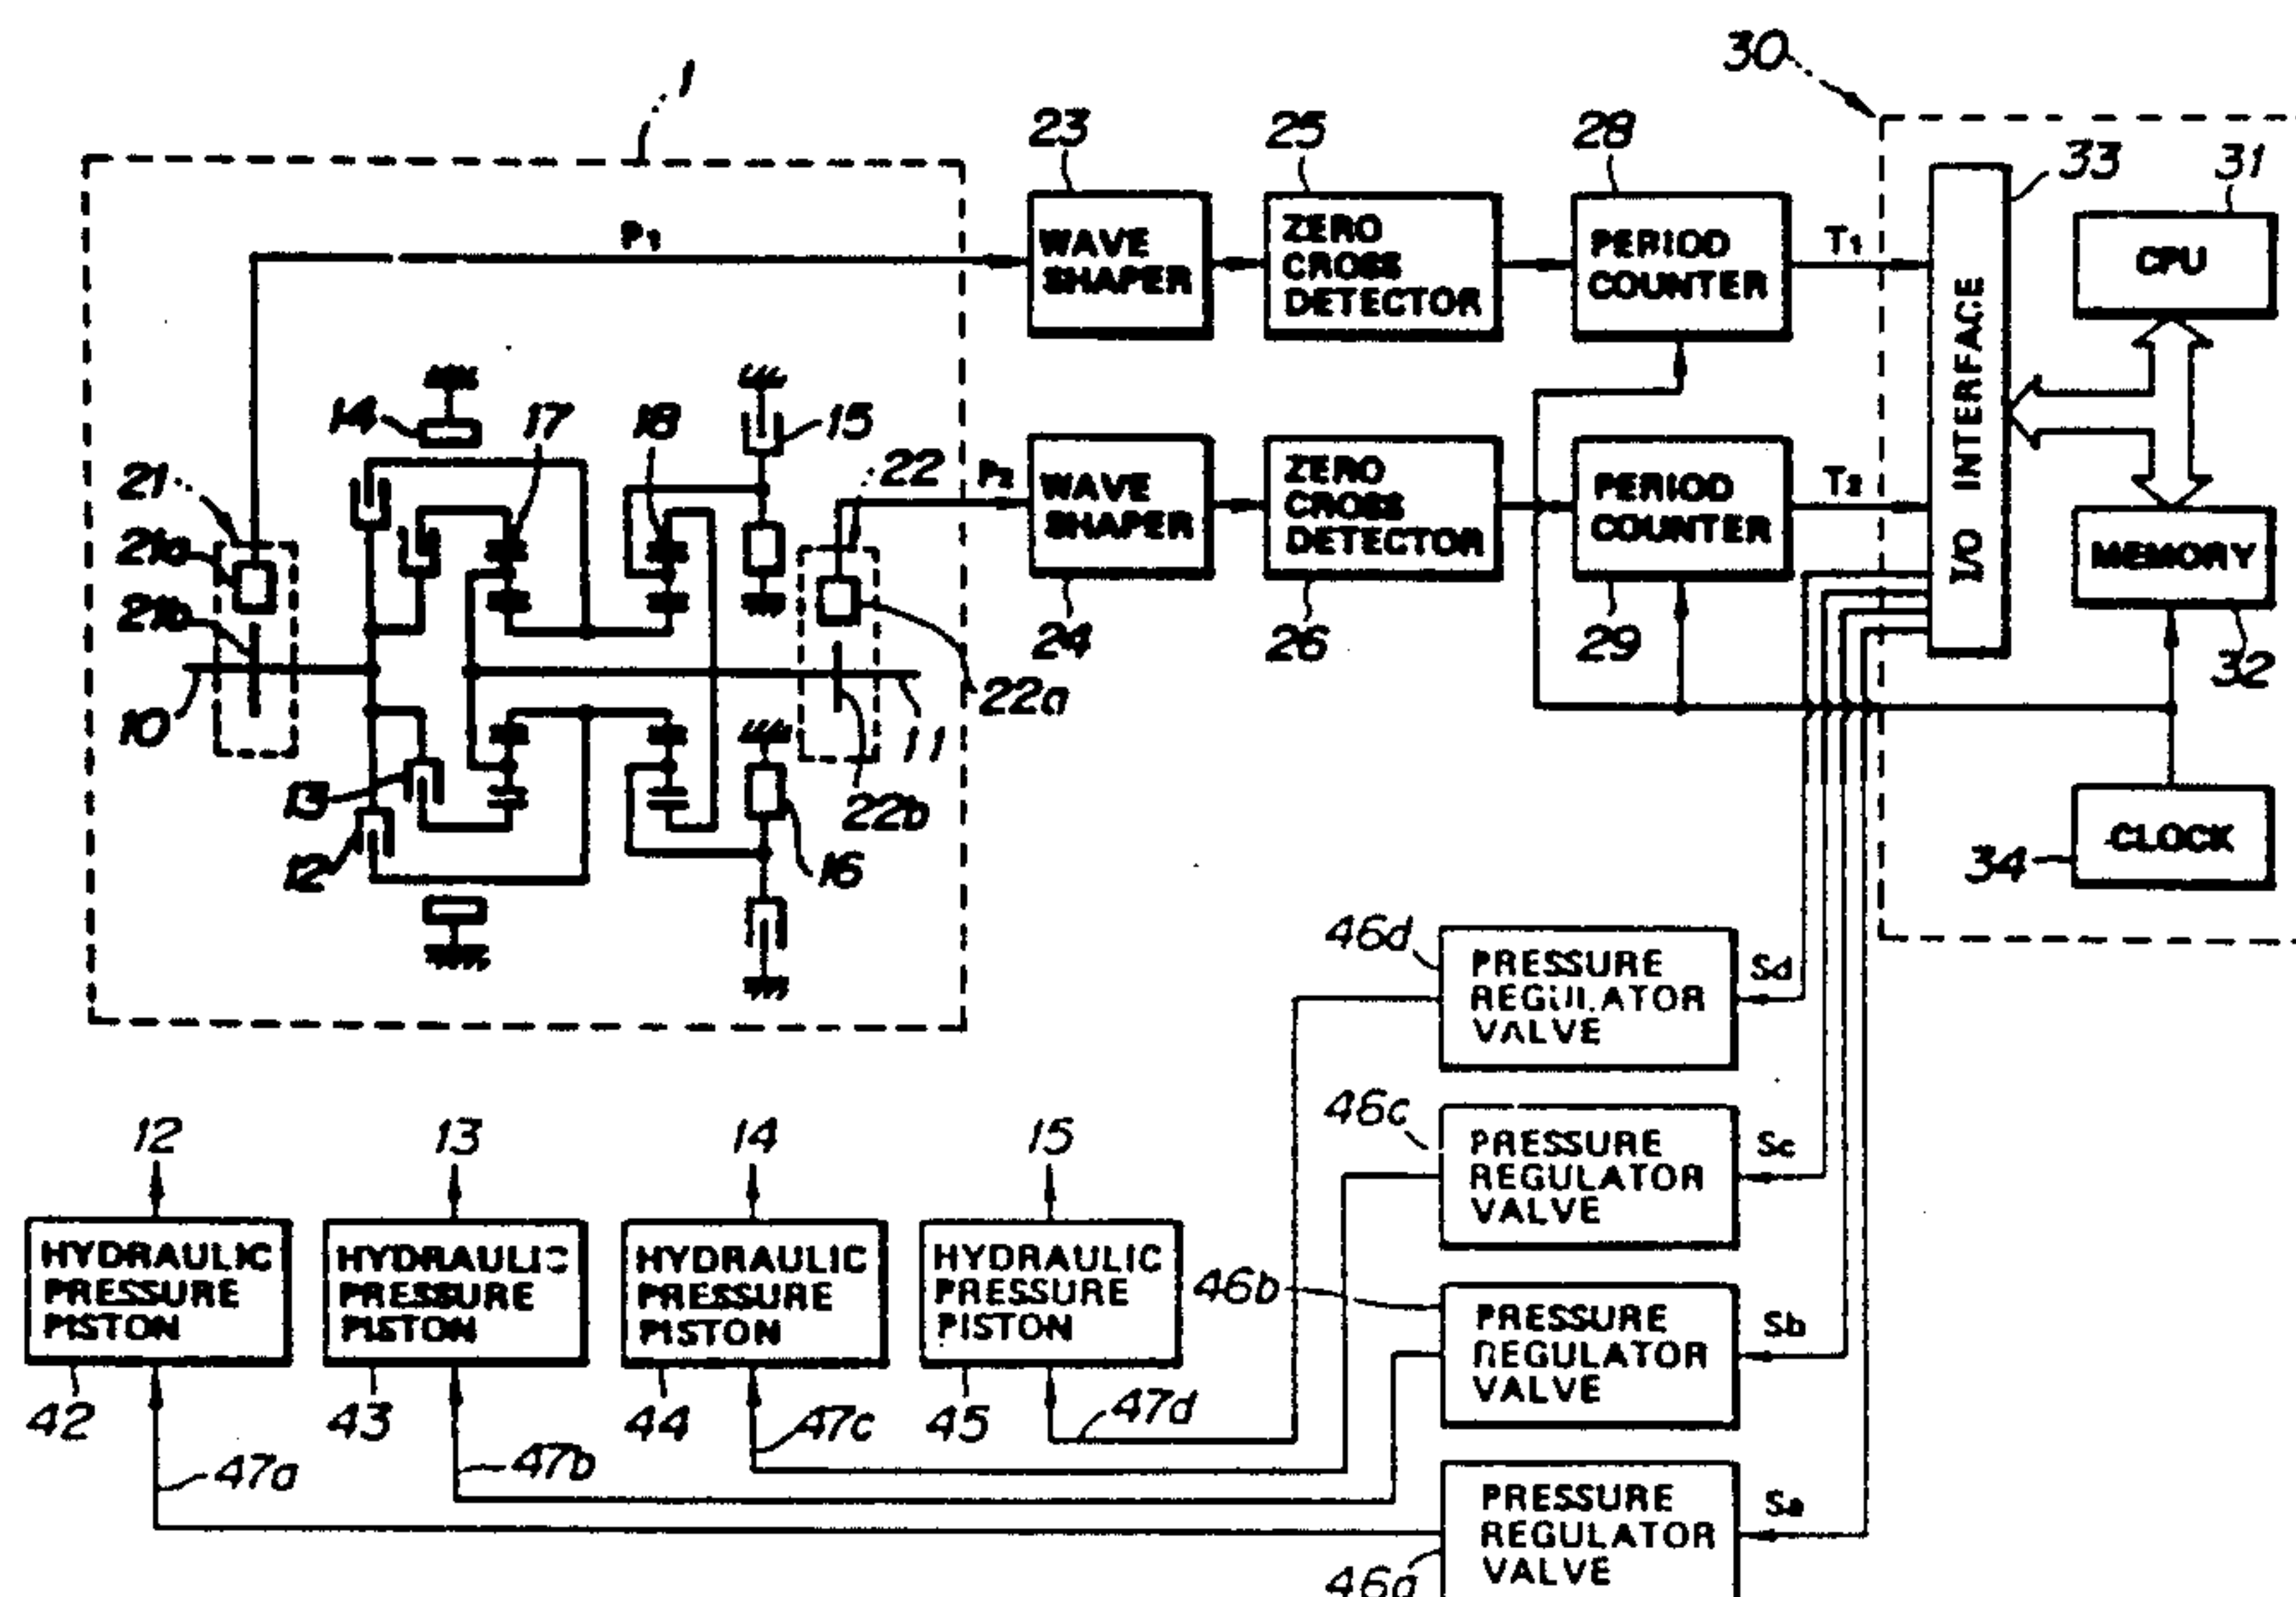 30
1
23
25
28
33
31
P1
WAVE
SHAPER
ZERO
CROSS
DETECTOR
PERIOD
COUNTER
T1
I/O INTERFACE
CPU
14
17
18
15
21
22
P2
WAVE
SHAPER
ZERO
CROSS
DETECTOR
PERIOD
COUNTER
T2
MEMORY
21a
21b
24
26
29
32
10
22a
11
13
22b
12
16
CLOCK
34
46d
PRESSURE
REGULATOR
VALVE
Sd
46c
PRESSURE
REGULATOR
VALVE
Sc
12
13
14
15
HYDRAULIC
PRESSURE
PISTON
HYDRAULIC
PRESSURE
PISTON
HYDRAULIC
PRESSURE
PISTON
HYDRAULIC
PRESSURE
PISTON
46b
PRESSURE
REGULATOR
VALVE
Sb
42
43
44
45
47a
47b
47c
47d
PRESSURE
REGULATOR
VALVE
Sa
46a